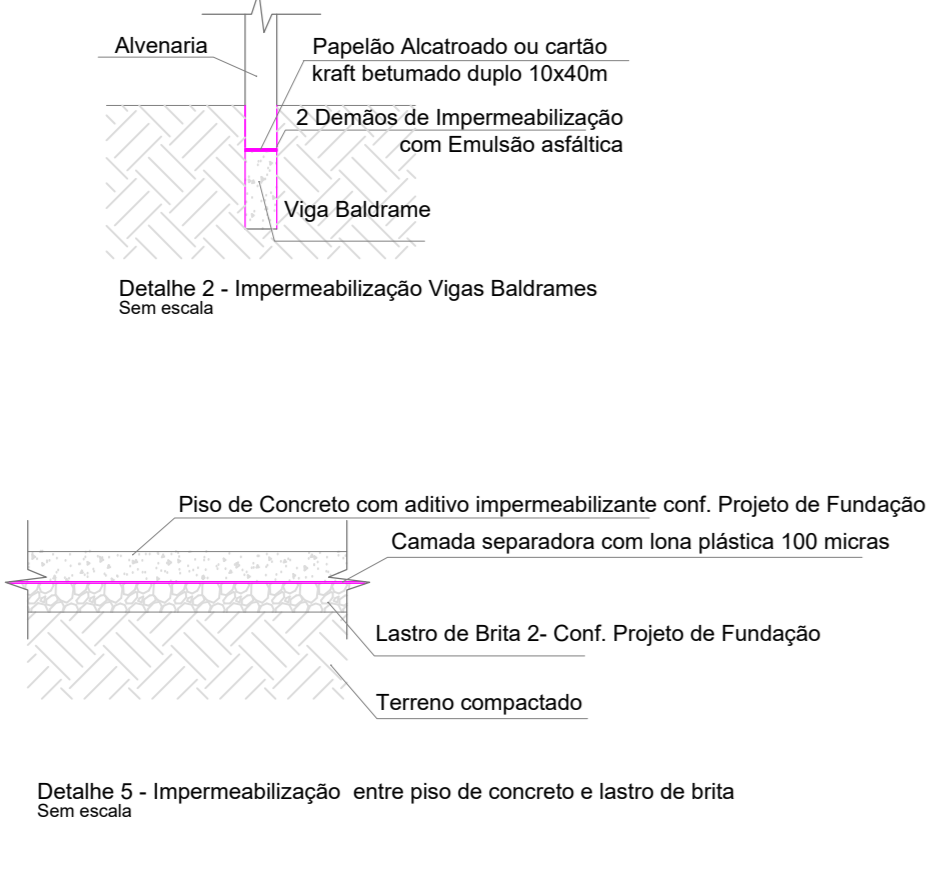 Alvenaria
Papelão Alcatroado ou cartão
kraft betumado duplo 10x40m
2 Demãos de Impermeabilização
com Emulsão asfáltica
Viga Baldrame
Detalhe 2 - Impermeabilização Vigas Baldrames
Sem escala
Piso de Concreto com aditivo impermeabilizante conf. Projeto de Fundação
Camada separadora com lona plástica 100 micras
Lastro de Brita 2- Conf. Projeto de Fundação
Terreno compactado
Detalhe 5 - Impermeabilização entre piso de concreto e lastro de brita
Sem escala